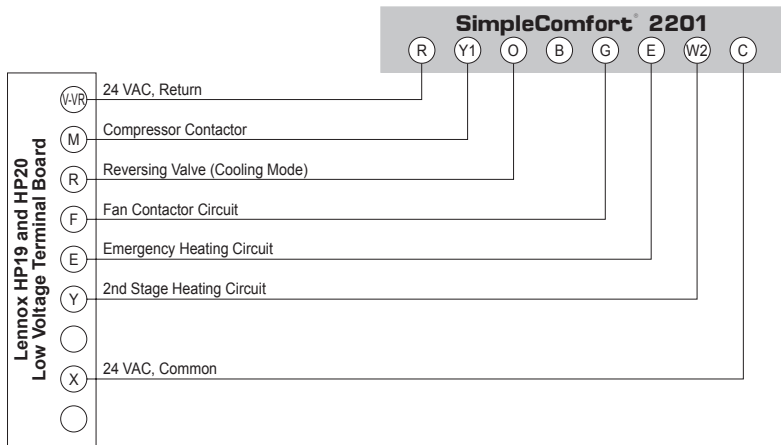 SimpleComfort® 2201
R Y1 O B G E W2 C
Lennox HP19 and HP20
Low Voltage Terminal Board
V-VR 24 VAC, Return
M Compressor Contactor
R Reversing Valve (Cooling Mode)
F Fan Contactor Circuit
E Emergency Heating Circuit
Y 2nd Stage Heating Circuit
X 24 VAC, Common